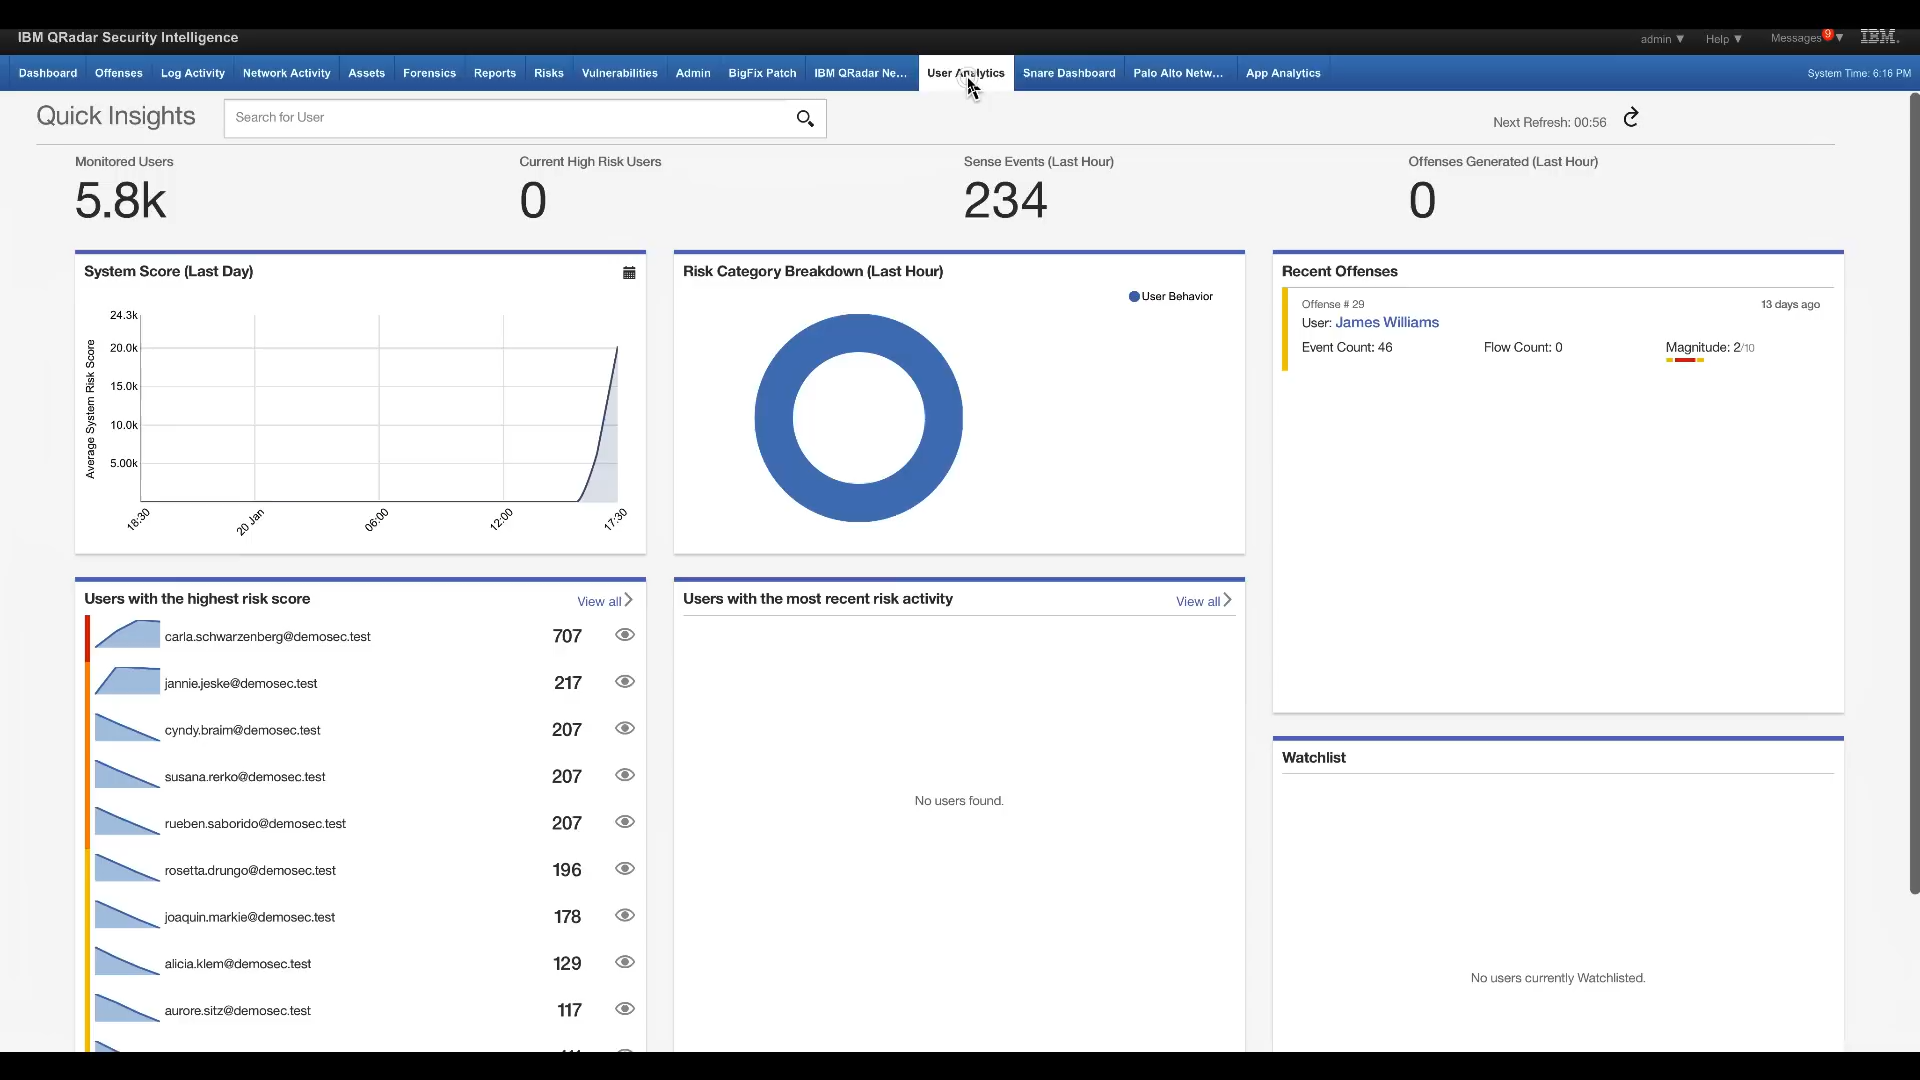 IBM QRadar Security Intelligence
admin ▼ Help ▼ Messages 9 ▼ IBM.
Dashboard Offenses Log Activity Network Activity Assets Forensics Reports Risks Vulnerabilities Admin BigFix Patch IBM QRadar Ne... User Analytics Snare Dashboard Palo Alto Netw... App Analytics System Time: 6:16 PM
Quick Insights
Search for User
Next Refresh: 00:56
Monitored Users
5.8k
Current High Risk Users
0
Sense Events (Last Hour)
234
Offenses Generated (Last Hour)
0
System Score (Last Day)
Average System Risk Score
24.3k
20.0k
15.0k
10.0k
5.00k
18:30 20 Jan 06:00 12:00 17:30
Risk Category Breakdown (Last Hour)
User Behavior
Recent Offenses
Offense # 29 13 days ago
User: James Williams
Event Count: 46 Flow Count: 0 Magnitude: 2/10
Users with the highest risk score View all
carla.schwarzenberg@demosec.test 707
jannie.jeske@demosec.test 217
cyndy.braim@demosec.test 207
susana.rerko@demosec.test 207
rueben.saborido@demosec.test 207
rosetta.drungo@demosec.test 196
joaquin.markie@demosec.test 178
alicia.klem@demosec.test 129
aurore.sitz@demosec.test 117
Users with the most recent risk activity View all
No users found.
Watchlist
No users currently Watchlisted.